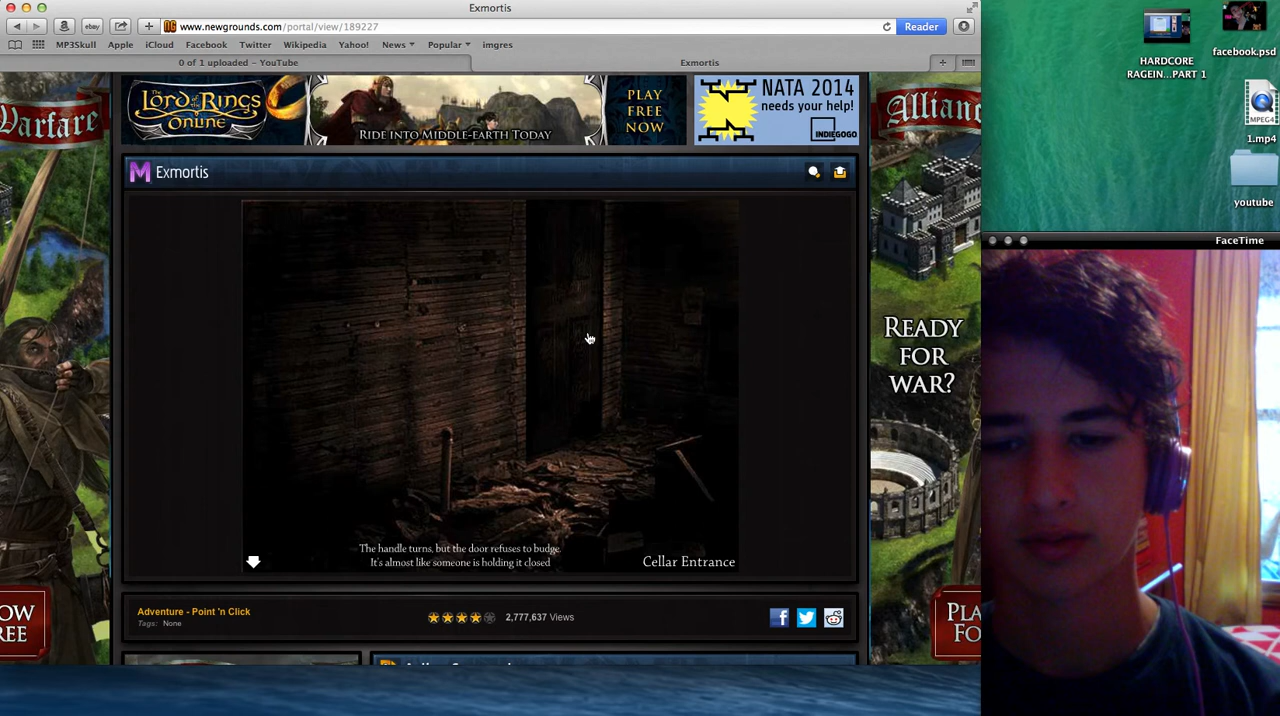 Exmortis
ebay
www.newgrounds.com/portal/view/189227
Reader
MP3Skull Apple iCloud Facebook Twitter Wikipedia Yahoo! News Popular imgres
0 of 1 uploaded – YouTube
Exmortis
THE LORD OF THE RINGS ONLINE
RIDE INTO MIDDLE-EARTH TODAY
PLAY
FREE
NOW
NATA 2014
needs your help!
INDIEGOGO
Warfare
Alliance
Exmortis
READY
FOR
WAR?
The handle turns, but the door refuses to budge.
It's almost like someone is holding it closed
Cellar Entrance
Adventure - Point 'n Click
Tags: None
2,777,637 Views
HARDCORE
RAGEIN...PART 1
facebook.psd
MPEG4
1.mp4
youtube
FaceTime